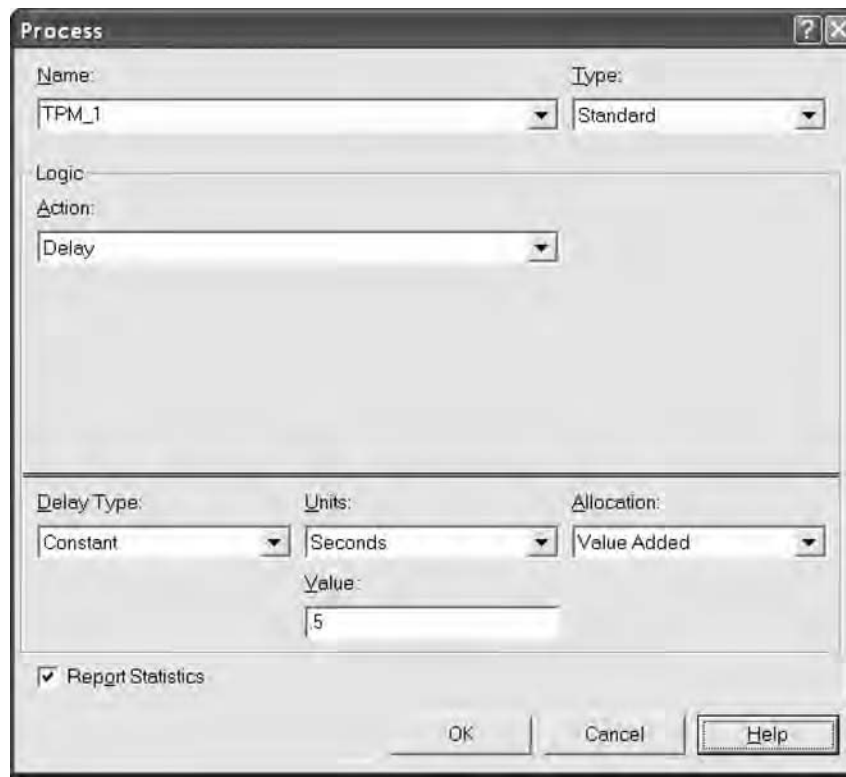 Process
Name: Type:
TPM_1 Standard
Logic
Action:
Delay
Delay Type: Units: Allocation:
Constant Seconds Value Added
Value:
.5
Report Statistics
OK Cancel Help